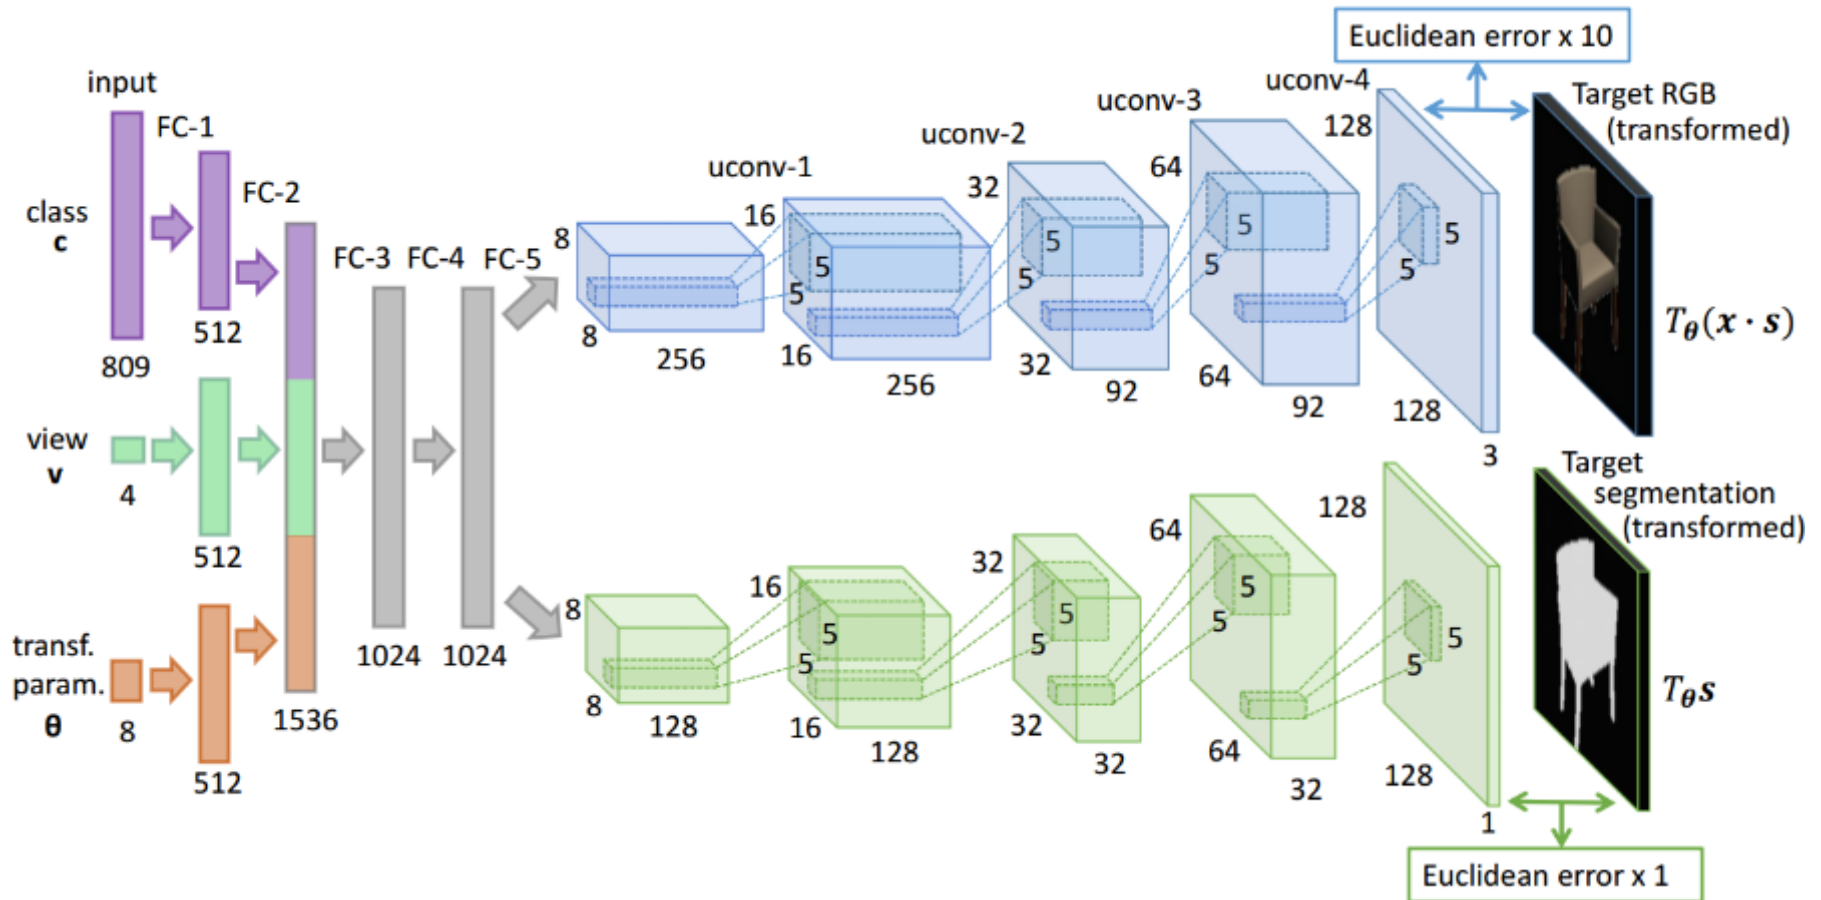 input
FC-1
FC-2
class
c
809
512
view
v
4
512
transf.
param.
θ
8
512
1536
FC-3
FC-4
FC-5
1024
1024
uconv-1
uconv-2
uconv-3
uconv-4
8
8
256
16
5
5
16
256
32
5
5
32
92
64
5
5
64
92
128
5
5
128
3
Euclidean error x 10
Target RGB
(transformed)
Tθ(x · s)
8
8
128
16
5
5
16
128
32
5
5
32
32
64
5
5
64
32
128
5
5
128
1
Target
segmentation
(transformed)
Tθs
Euclidean error x 1